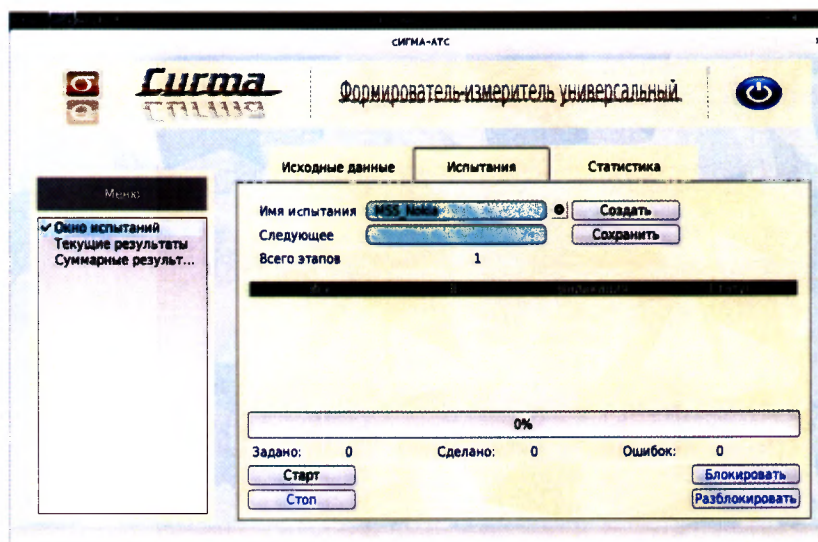 СИГМА-АТС
σ
Сигма
Формирователь-измеритель универсальный
Исходные данные
Испытания
Статистика
Меню
✔ Окно испытаний
Текущие результаты
Суммарные результ...
Имя испытания MSS_Nokia Создать
Следующее Сохранить
Всего этапов 1
0%
Задано: 0 Сделано: 0 Ошибок: 0
Старт Блокировать
Стоп Разблокировать